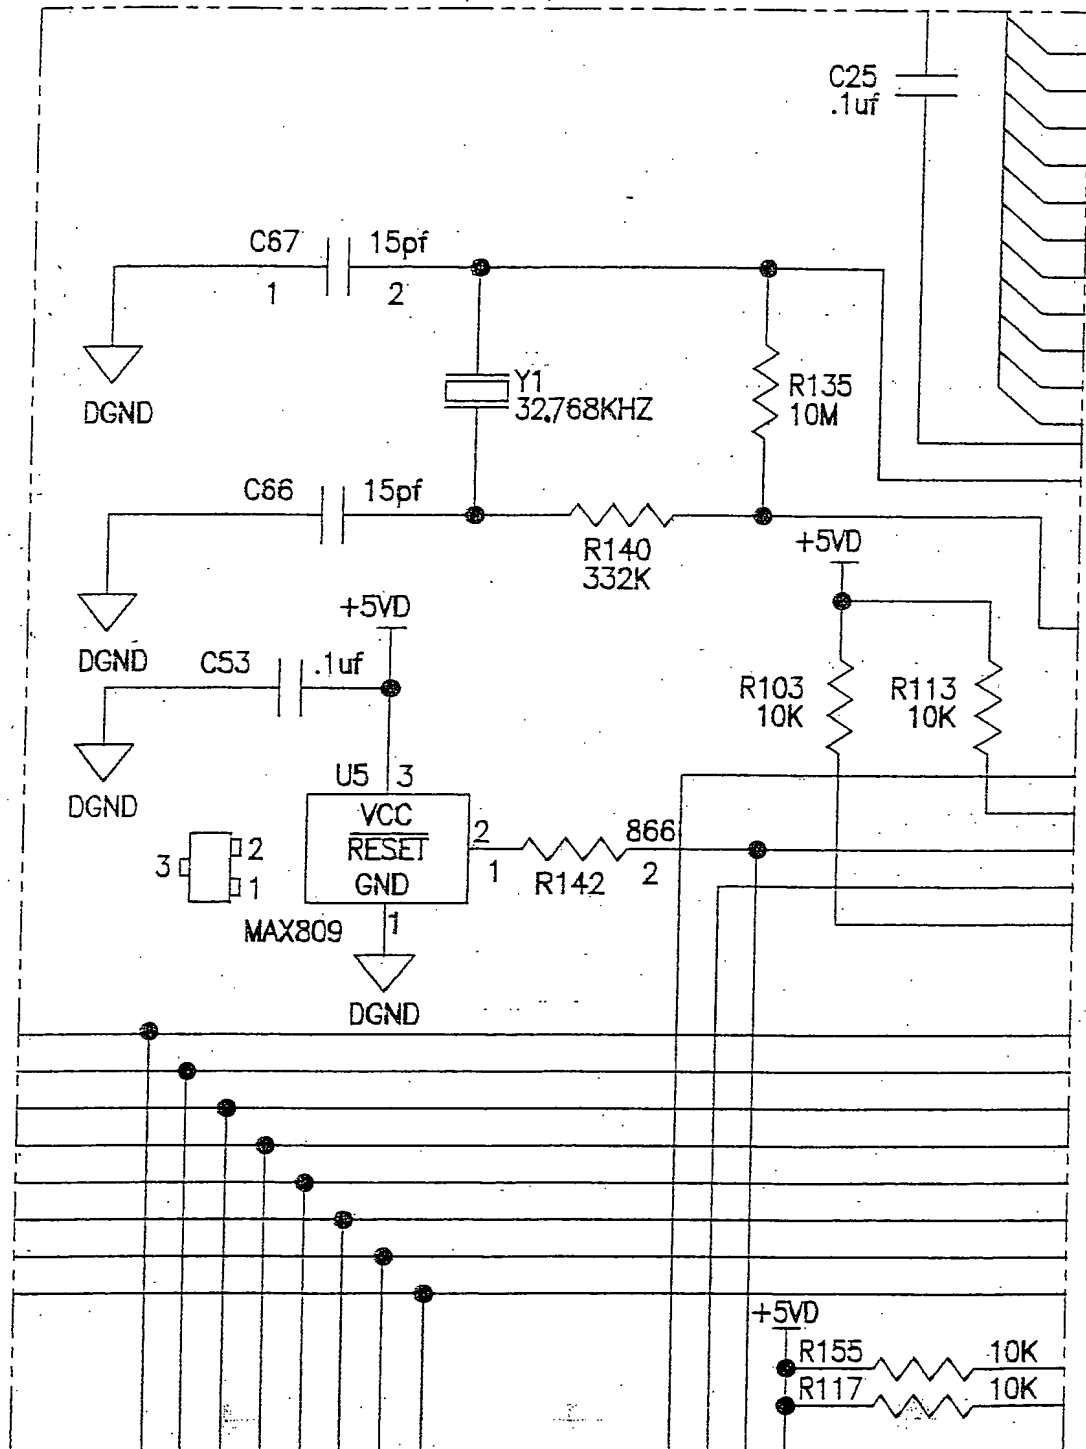 C25
.1uf
C67
15pf
1
2
DGND
Y1
32.768KHZ
R135
10M
C66
15pf
R140
332K
+5VD
DGND
+5VD
C53
.1uf
R103
10K
R113
10K
DGND
U5
3
VCC
RESET
GND
2
1
R142
866
2
3
2
1
MAX809
1
DGND
+5VD
R155
10K
R117
10K